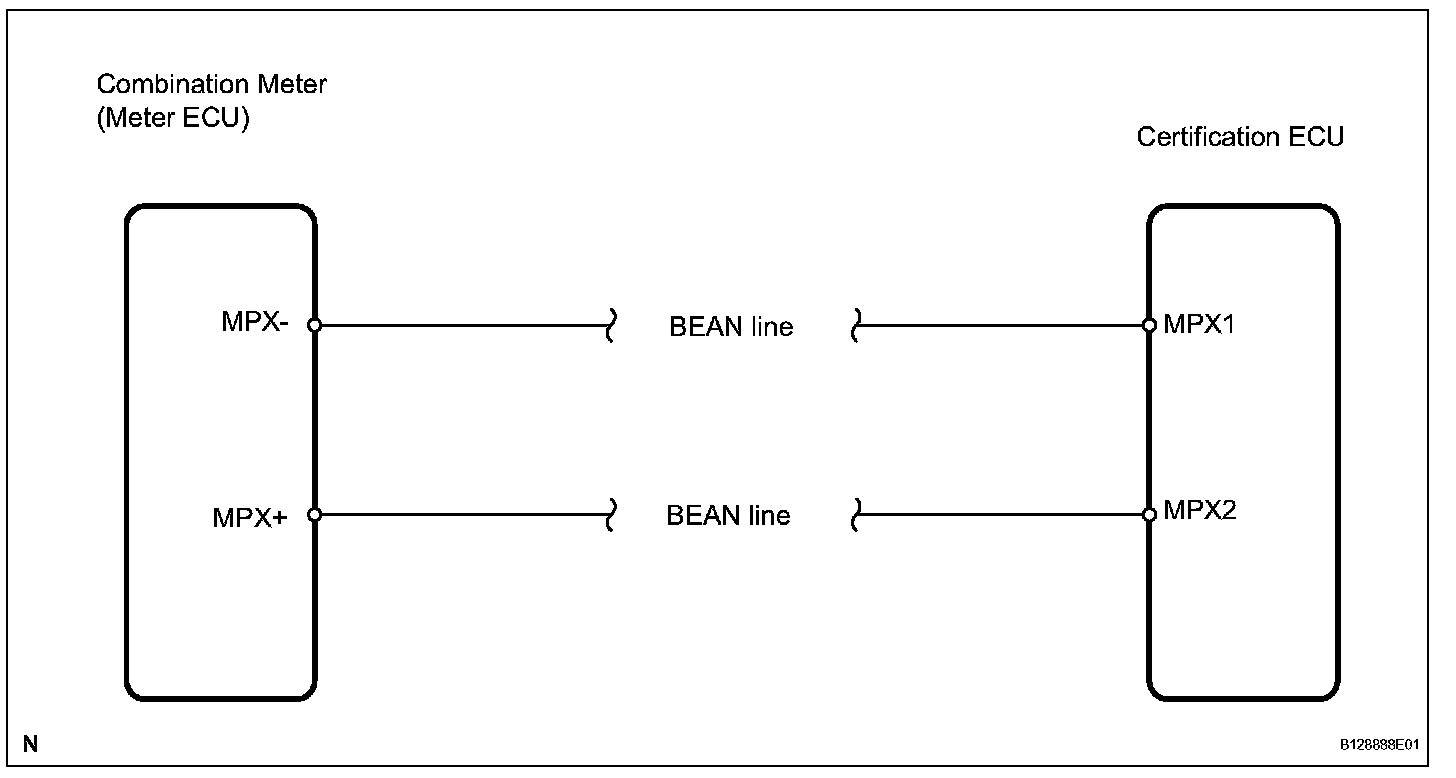 Combination Meter
(Meter ECU)
Certification ECU
MPX-
BEAN line
MPX1
MPX+
BEAN line
MPX2
N
B128888E01